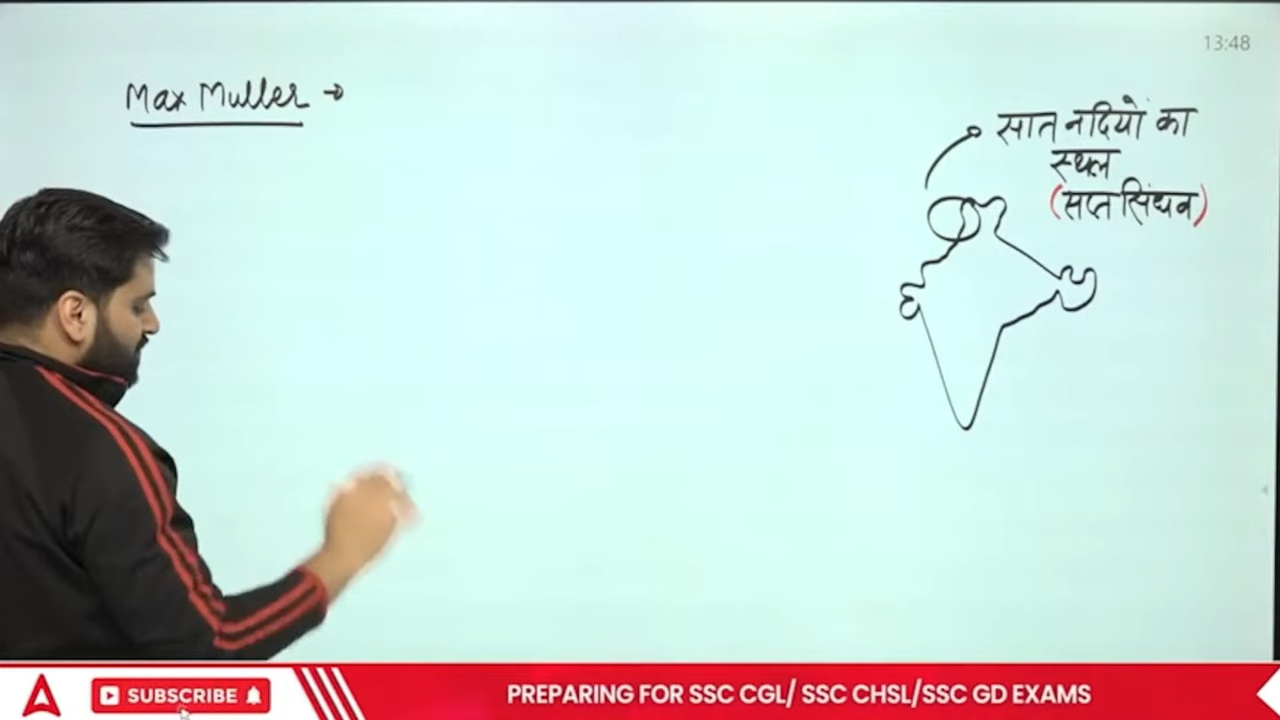 13:48
Max Muller →
सात नदियों का
स्थल
(सप्त सिंधव)
SUBSCRIBE
PREPARING FOR SSC CGL/ SSC CHSL/SSC GD EXAMS